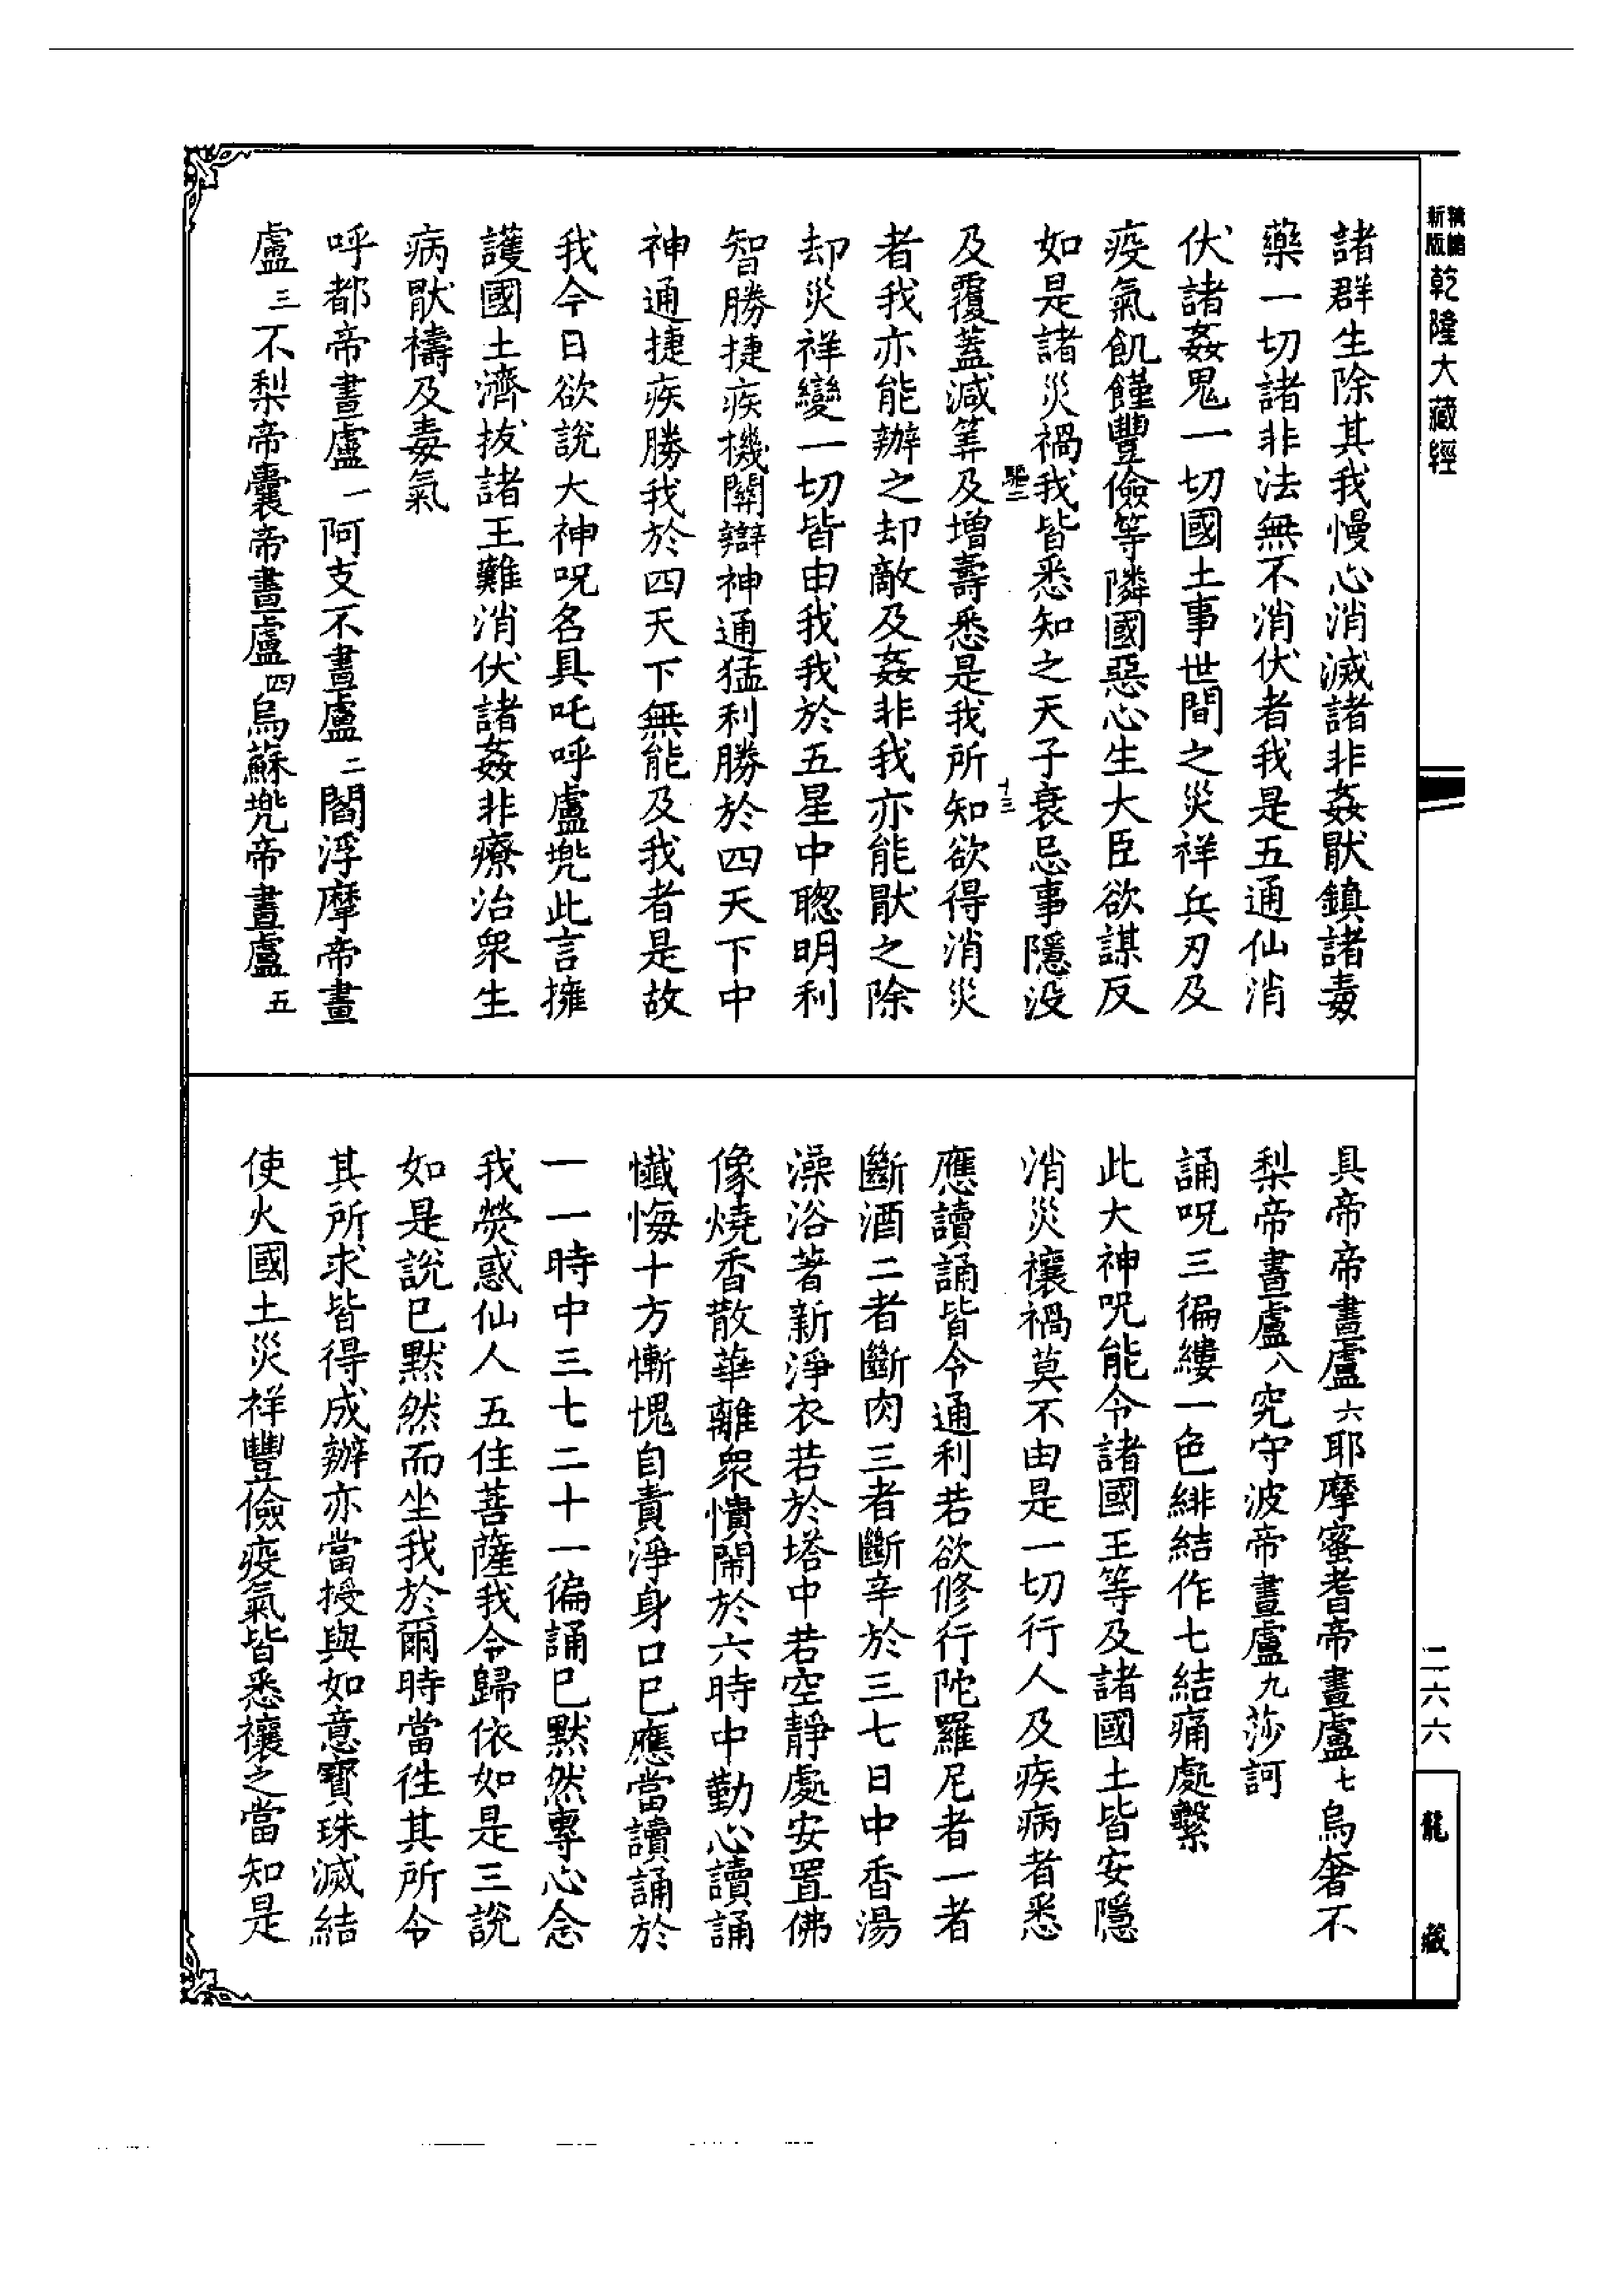 精繕
新版
乾隆大藏經
諸群生除其我慢心消滅諸非姦猒鎮諸毒
藥一切諸非法無不消伏者我是五通仙消
伏諸姦鬼一切國土事世間之災祥兵刃及
疫氣飢饉豐儉等隣國惡心生大臣欲謀反
如是諸災禍我皆悉知之天子衰忌事隱没
驅二
十三
及覆蓋減筭及增壽悉是我所知欲得消災
者我亦能辦之却敵及姦非我亦能猒之除
却災祥變一切皆由我我於五星中聰明利
智勝捷疾機關辯神通猛利勝於四天下中
神通捷疾勝我於四天下無能及我者是故
我今日欲說大神呪名具吒呼盧兠此言擁
護國土濟拔諸王難消伏諸姦非療治衆生
病猒禱及毒氣
呼都帝晝盧一阿支不晝盧二閻浮摩帝晝
盧三不梨帝囊帝晝盧四烏蘇兠帝晝盧五
具帝帝晝盧六耶摩蜜耆帝晝盧七烏奢不
梨帝晝盧八究守波帝晝盧九莎訶
誦呪三徧縷一色緋結作七結痛處繫
此大神呪能令諸國王等及諸國土皆安隱
消災禳禍莫不由是一切行人及疾病者悉
應讀誦皆令通利若欲修行陀羅尼者一者
斷酒二者斷肉三者斷辛於三七日中香湯
澡浴著新淨衣若於塔中若空靜處安置佛
像燒香散華離衆憒閙於六時中勤心讀誦
懺悔十方慚愧自責淨身口已應當讀誦於
一一時中三七二十一徧誦已默然專心念
我熒惑仙人五住菩薩我今歸依如是三說
如是說已默然而坐我於爾時當往其所令
其所求皆得成辦亦當授與如意寶珠滅結
使火國土災祥豐儉疫氣皆悉禳之當知是
二六六
龍藏